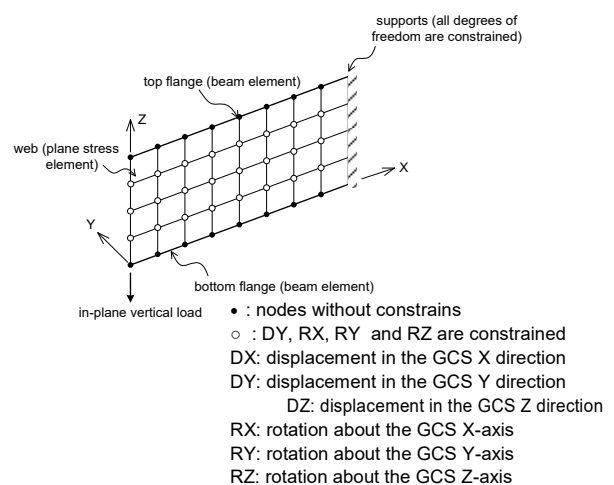 supports (all degrees of
freedom are constrained)
top flange (beam element)
Z
web (plane stress
element)
X
Y
bottom flange (beam element)
in-plane vertical load
• : nodes without constrains
○ : DY, RX, RY and RZ are constrained
DX: displacement in the GCS X direction
DY: displacement in the GCS Y direction
DZ: displacement in the GCS Z direction
RX: rotation about the GCS X-axis
RY: rotation about the GCS Y-axis
RZ: rotation about the GCS Z-axis